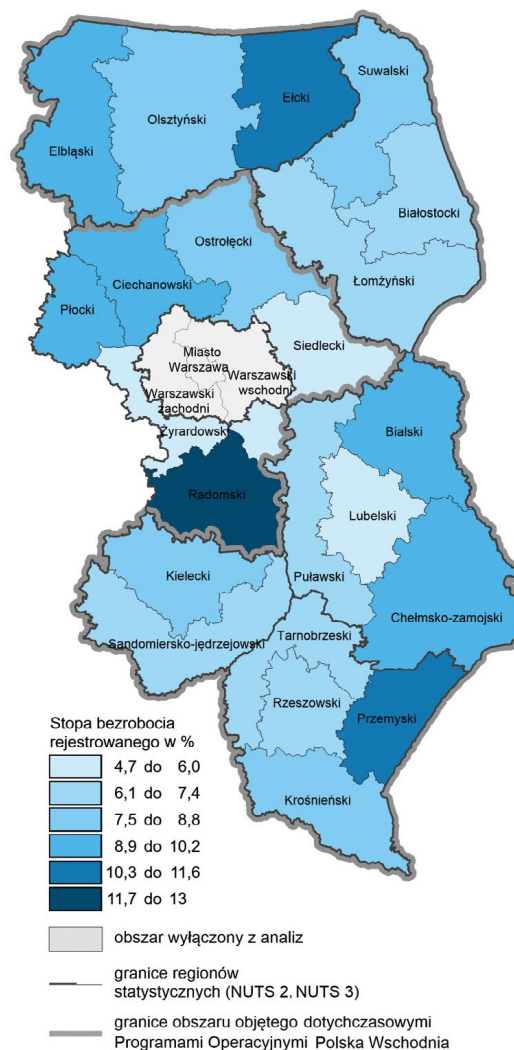 Suwalski
Ełcki
Olsztyński
Elbląski
Białostocki
Ostrołęcki
Łomżyński
Ciechanowski
Płocki
Siedlecki
Miasto
Warszawa
Warszawski
wschodni
Warszawski
zachodni
Żyrardowski
Bialski
Radomski
Lubelski
Kielecki
Puławski
Chełmsko-zamojski
Tarnobrzeski
Sandomiersko-jędrzejowski
Rzeszowski
Przemyski
Krośnieński
Stopa bezrobocia
rejestrowanego w %
4,7 do 6,0
6,1 do 7,4
7,5 do 8,8
8,9 do 10,2
10,3 do 11,6
11,7 do 13
obszar wyłączony z analiz
granice regionów
statystycznych (NUTS 2, NUTS 3)
granice obszaru objętego dotychczasowymi
Programami Operacyjnymi Polska Wschodnia